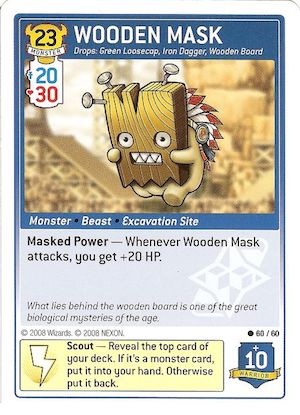 23 WOODEN MASK
MONSTER Drops: Green Loosecap, Iron Dagger, Wooden Board
20
30
Monster • Beast • Excavation Site
Masked Power — Whenever Wooden Mask
attacks, you get +20 HP.
What lies behind the wooden board is one of the great
biological mysteries of the age.
© 2008 Wizards. © 2008 NEXON. ● 60 / 60
Scout — Reveal the top card of
your deck. If it's a monster card,
put it into your hand. Otherwise
put it back.
+
10
WARRIOR